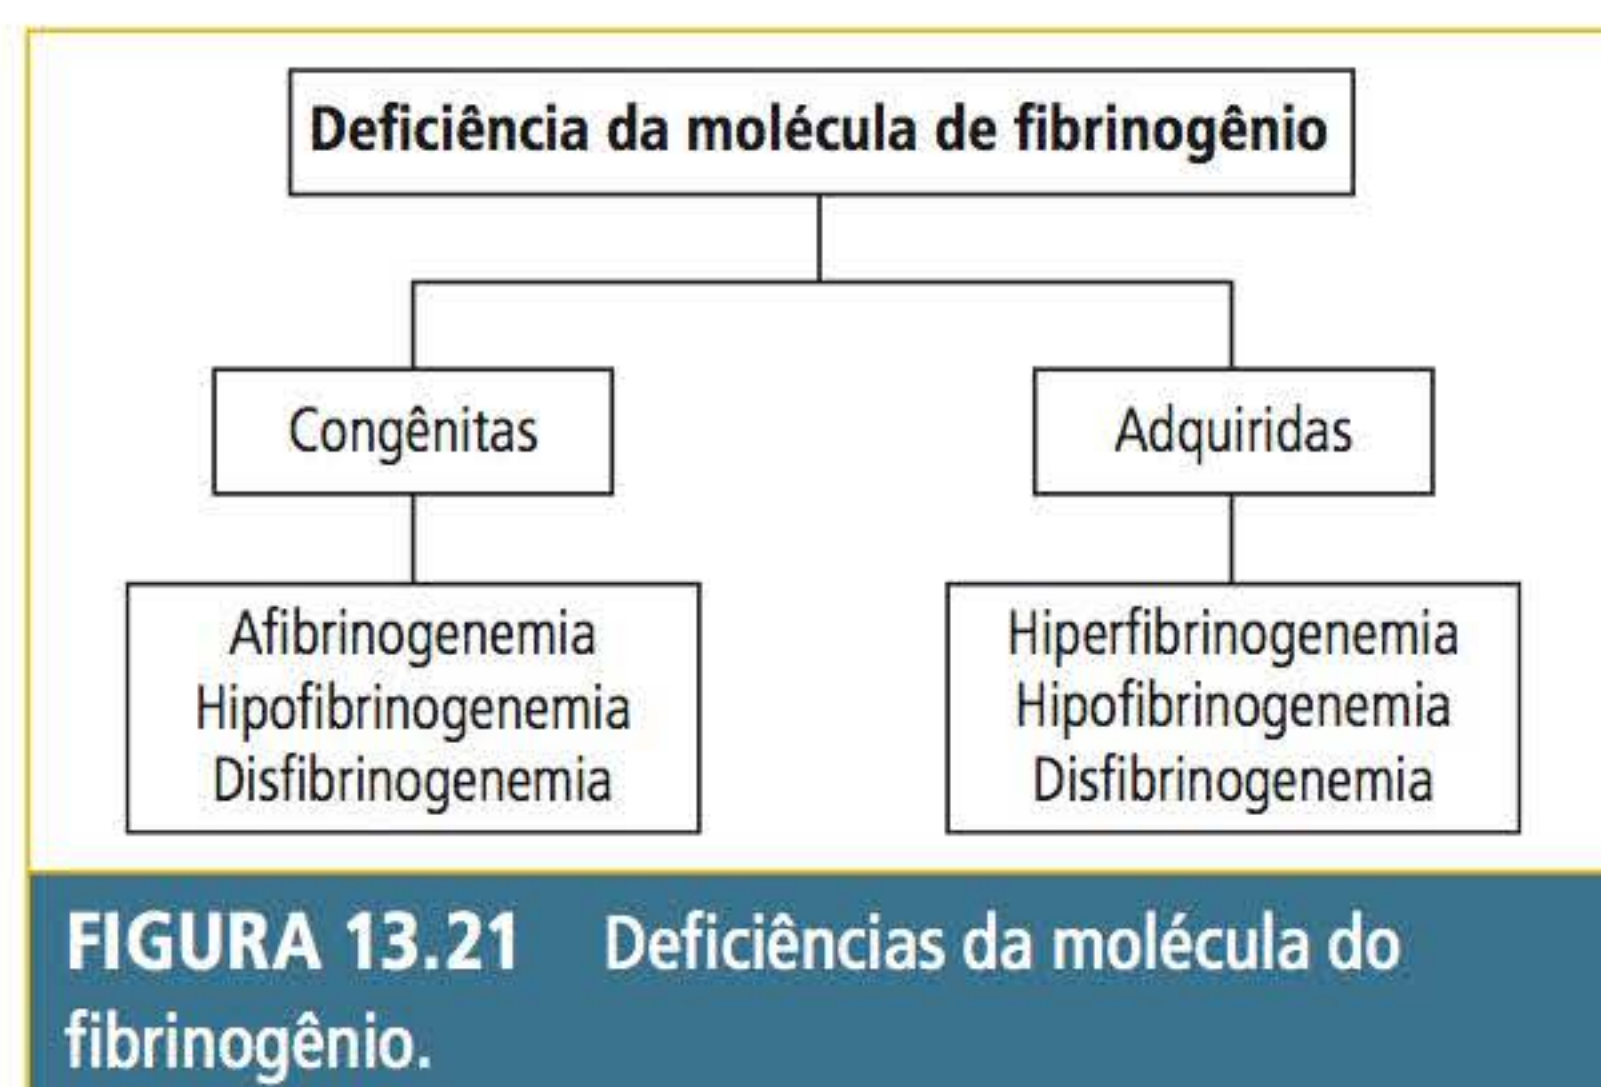 Deficiência da molécula de fibrinogênio
Congênitas
Adquiridas
Afibrinogenemia
Hipofibrinogenemia
Disfibrinogenemia
Hiperfibrinogenemia
Hipofibrinogenemia
Disfibrinogenemia
FIGURA 13.21 Deficiências da molécula do
fibrinogênio.